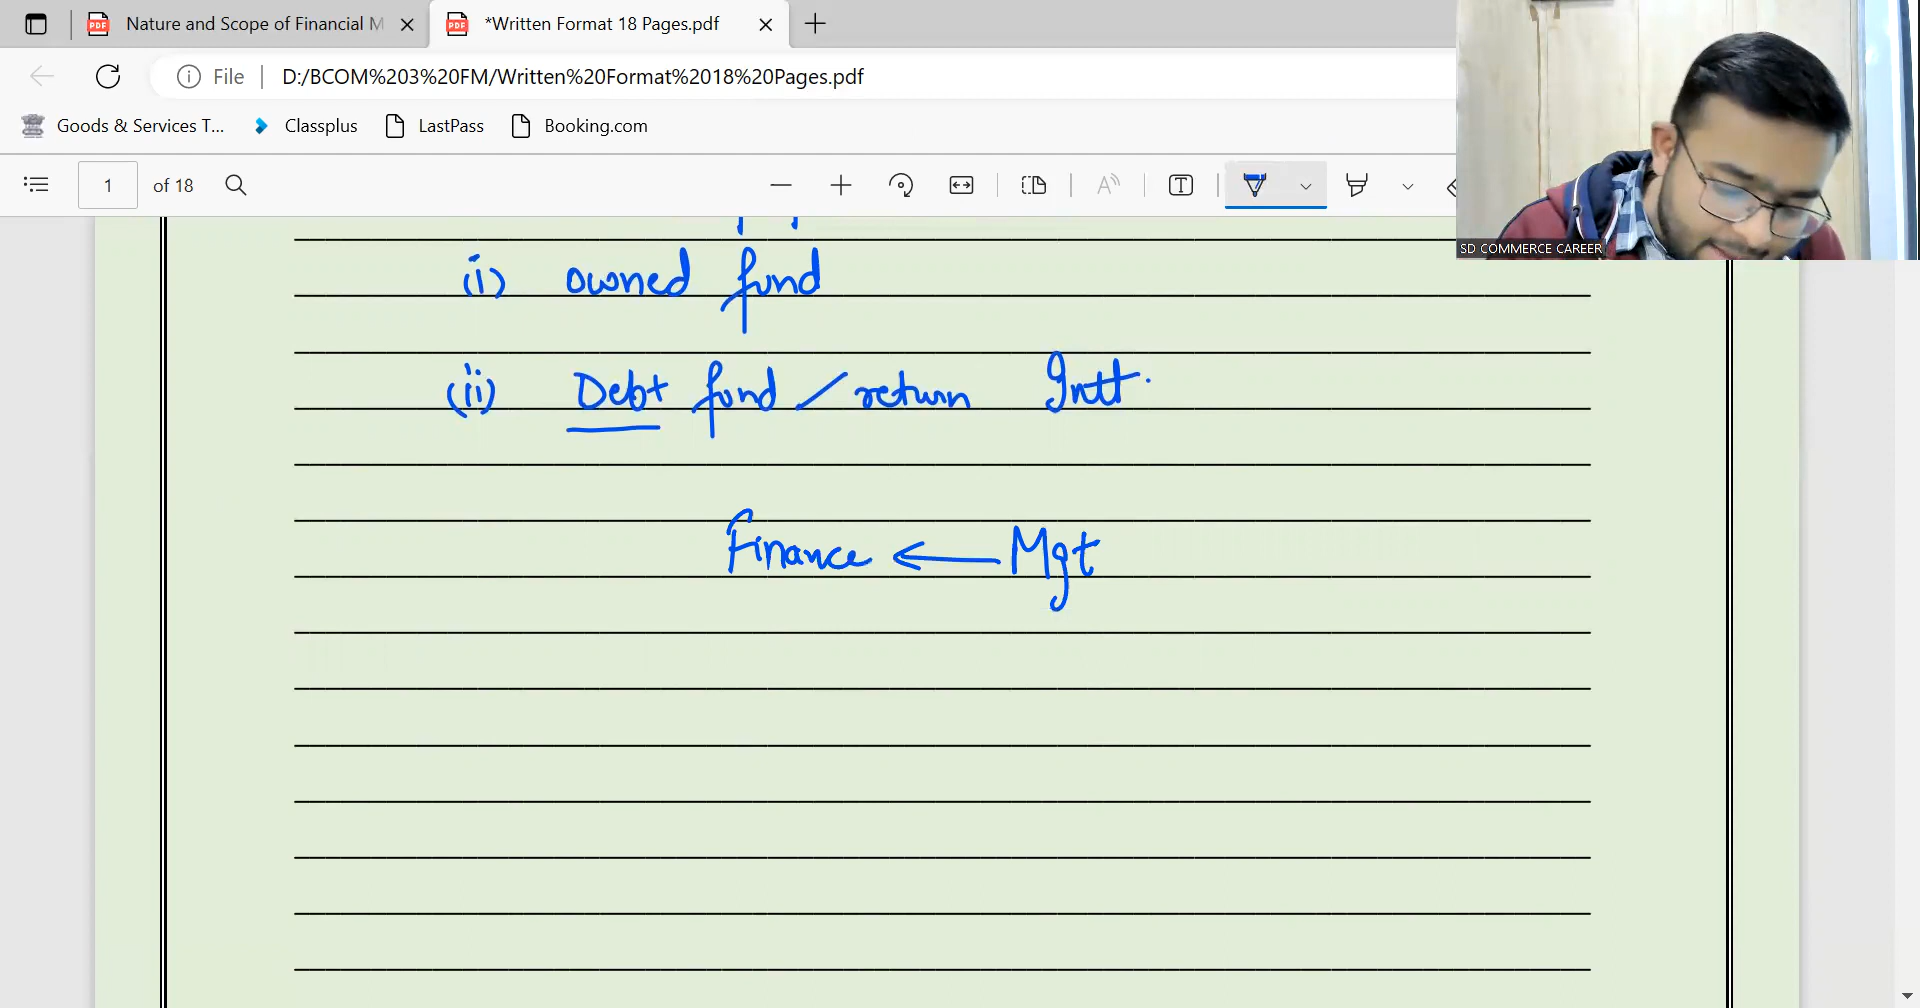 Nature and Scope of Financial M
*Written Format 18 Pages.pdf
File D:/BCOM%203%20FM/Written%20Format%2018%20Pages.pdf
Goods & Services T... Classplus LastPass Booking.com
1 of 18
SD COMMERCE CAREER
(i) owned fund
(ii) Debt fund / return Intt.
Finance ← Mgt